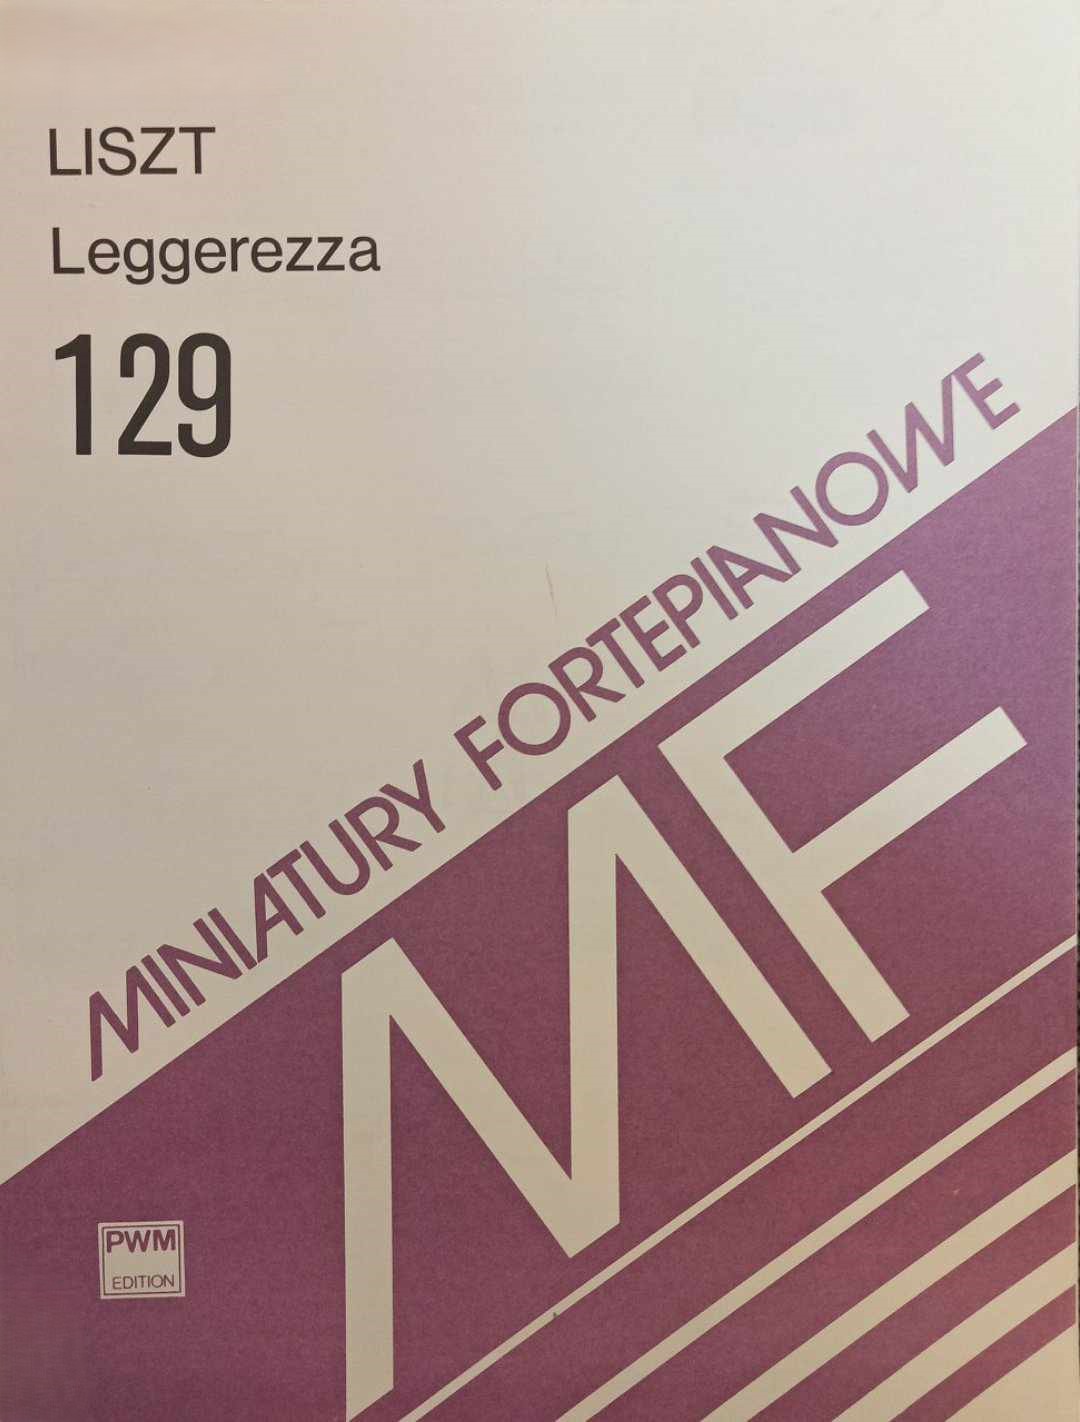 LISZT
Leggerezza
129
MINIATURY FORTEPIANOWE
MF
PWM
EDITION